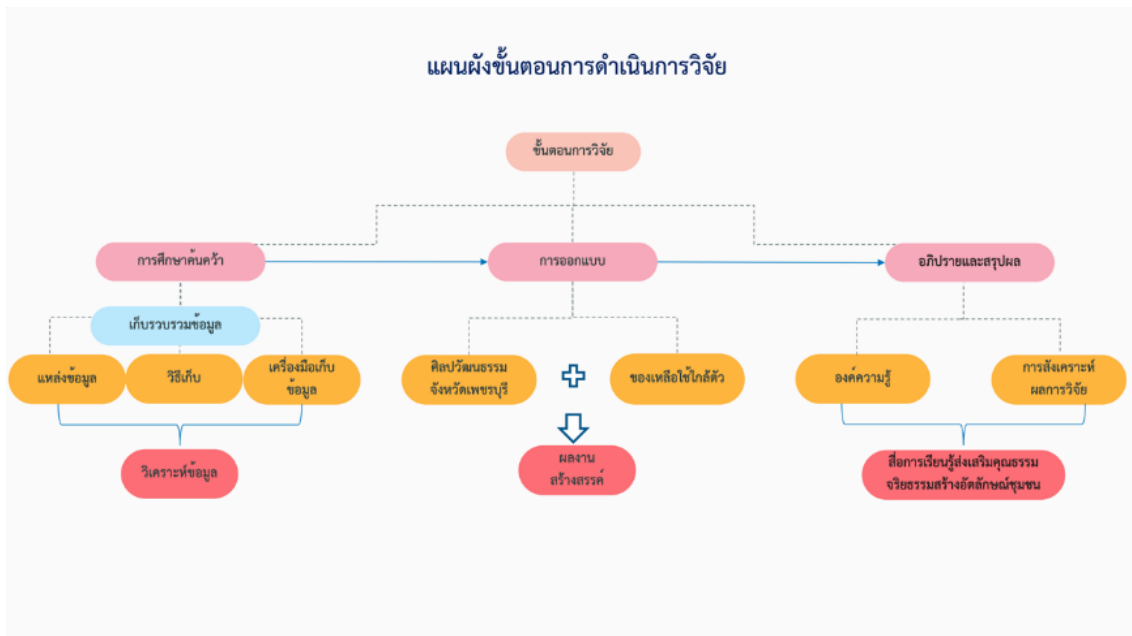 แผนผังขั้นตอนการดำเนินการวิจัย
ขั้นตอนการวิจัย
การศึกษาค้นคว้า
การออกแบบ
อภิปรายและสรุปผล
เก็บรวบรวมข้อมูล
แหล่งข้อมูล
วิธีเก็บ
เครื่องมือเก็บ
ข้อมูล
ศิลปวัฒนธรรม
จังหวัดเพชรบุรี
ของเหลือใช้ใกล้ตัว
องค์ความรู้
การสังเคราะห์
ผลการวิจัย
วิเคราะห์ข้อมูล
ผลงาน
สร้างสรรค์
สื่อการเรียนรู้ส่งเสริมคุณธรรม
จริยธรรมสร้างอัตลักษณ์ชุมชน